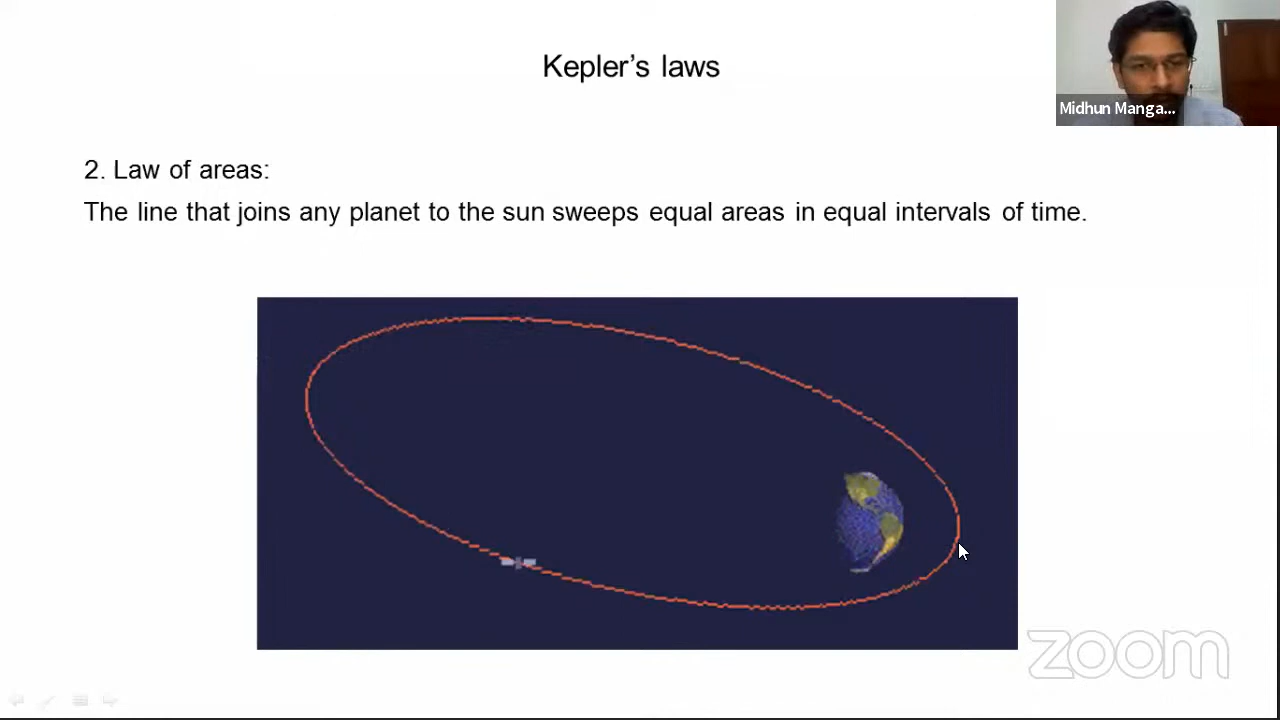 Kepler’s laws
Midhun Manga...
2. Law of areas:
The line that joins any planet to the sun sweeps equal areas in equal intervals of time.
zoom